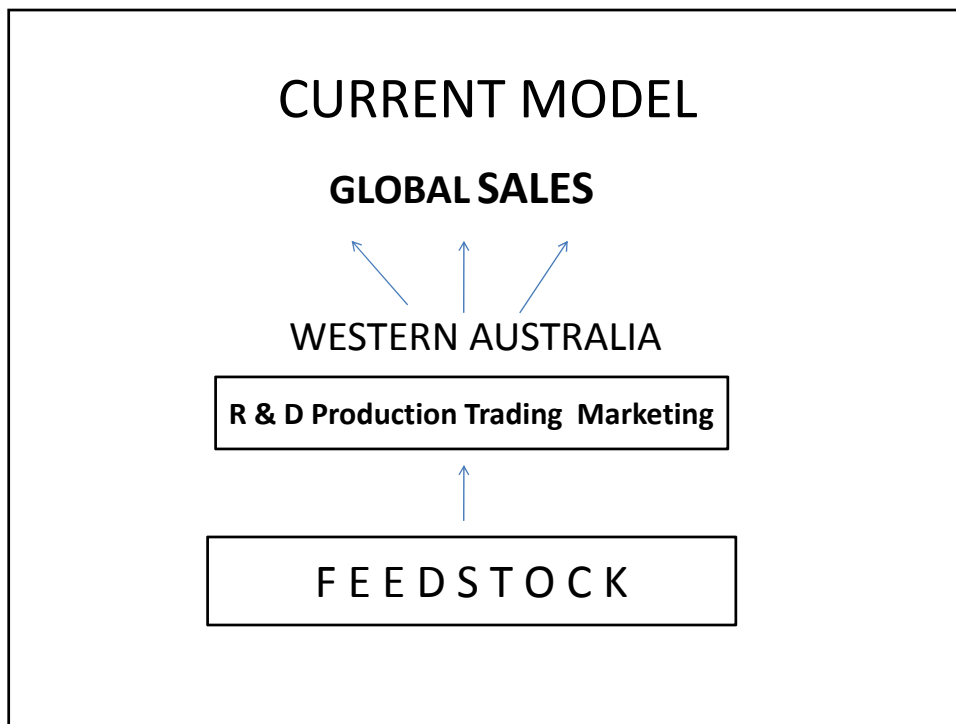 CURRENT MODEL
GLOBAL SALES
WESTERN AUSTRALIA
R & D Production Trading  Marketing
F E E D S T O C K